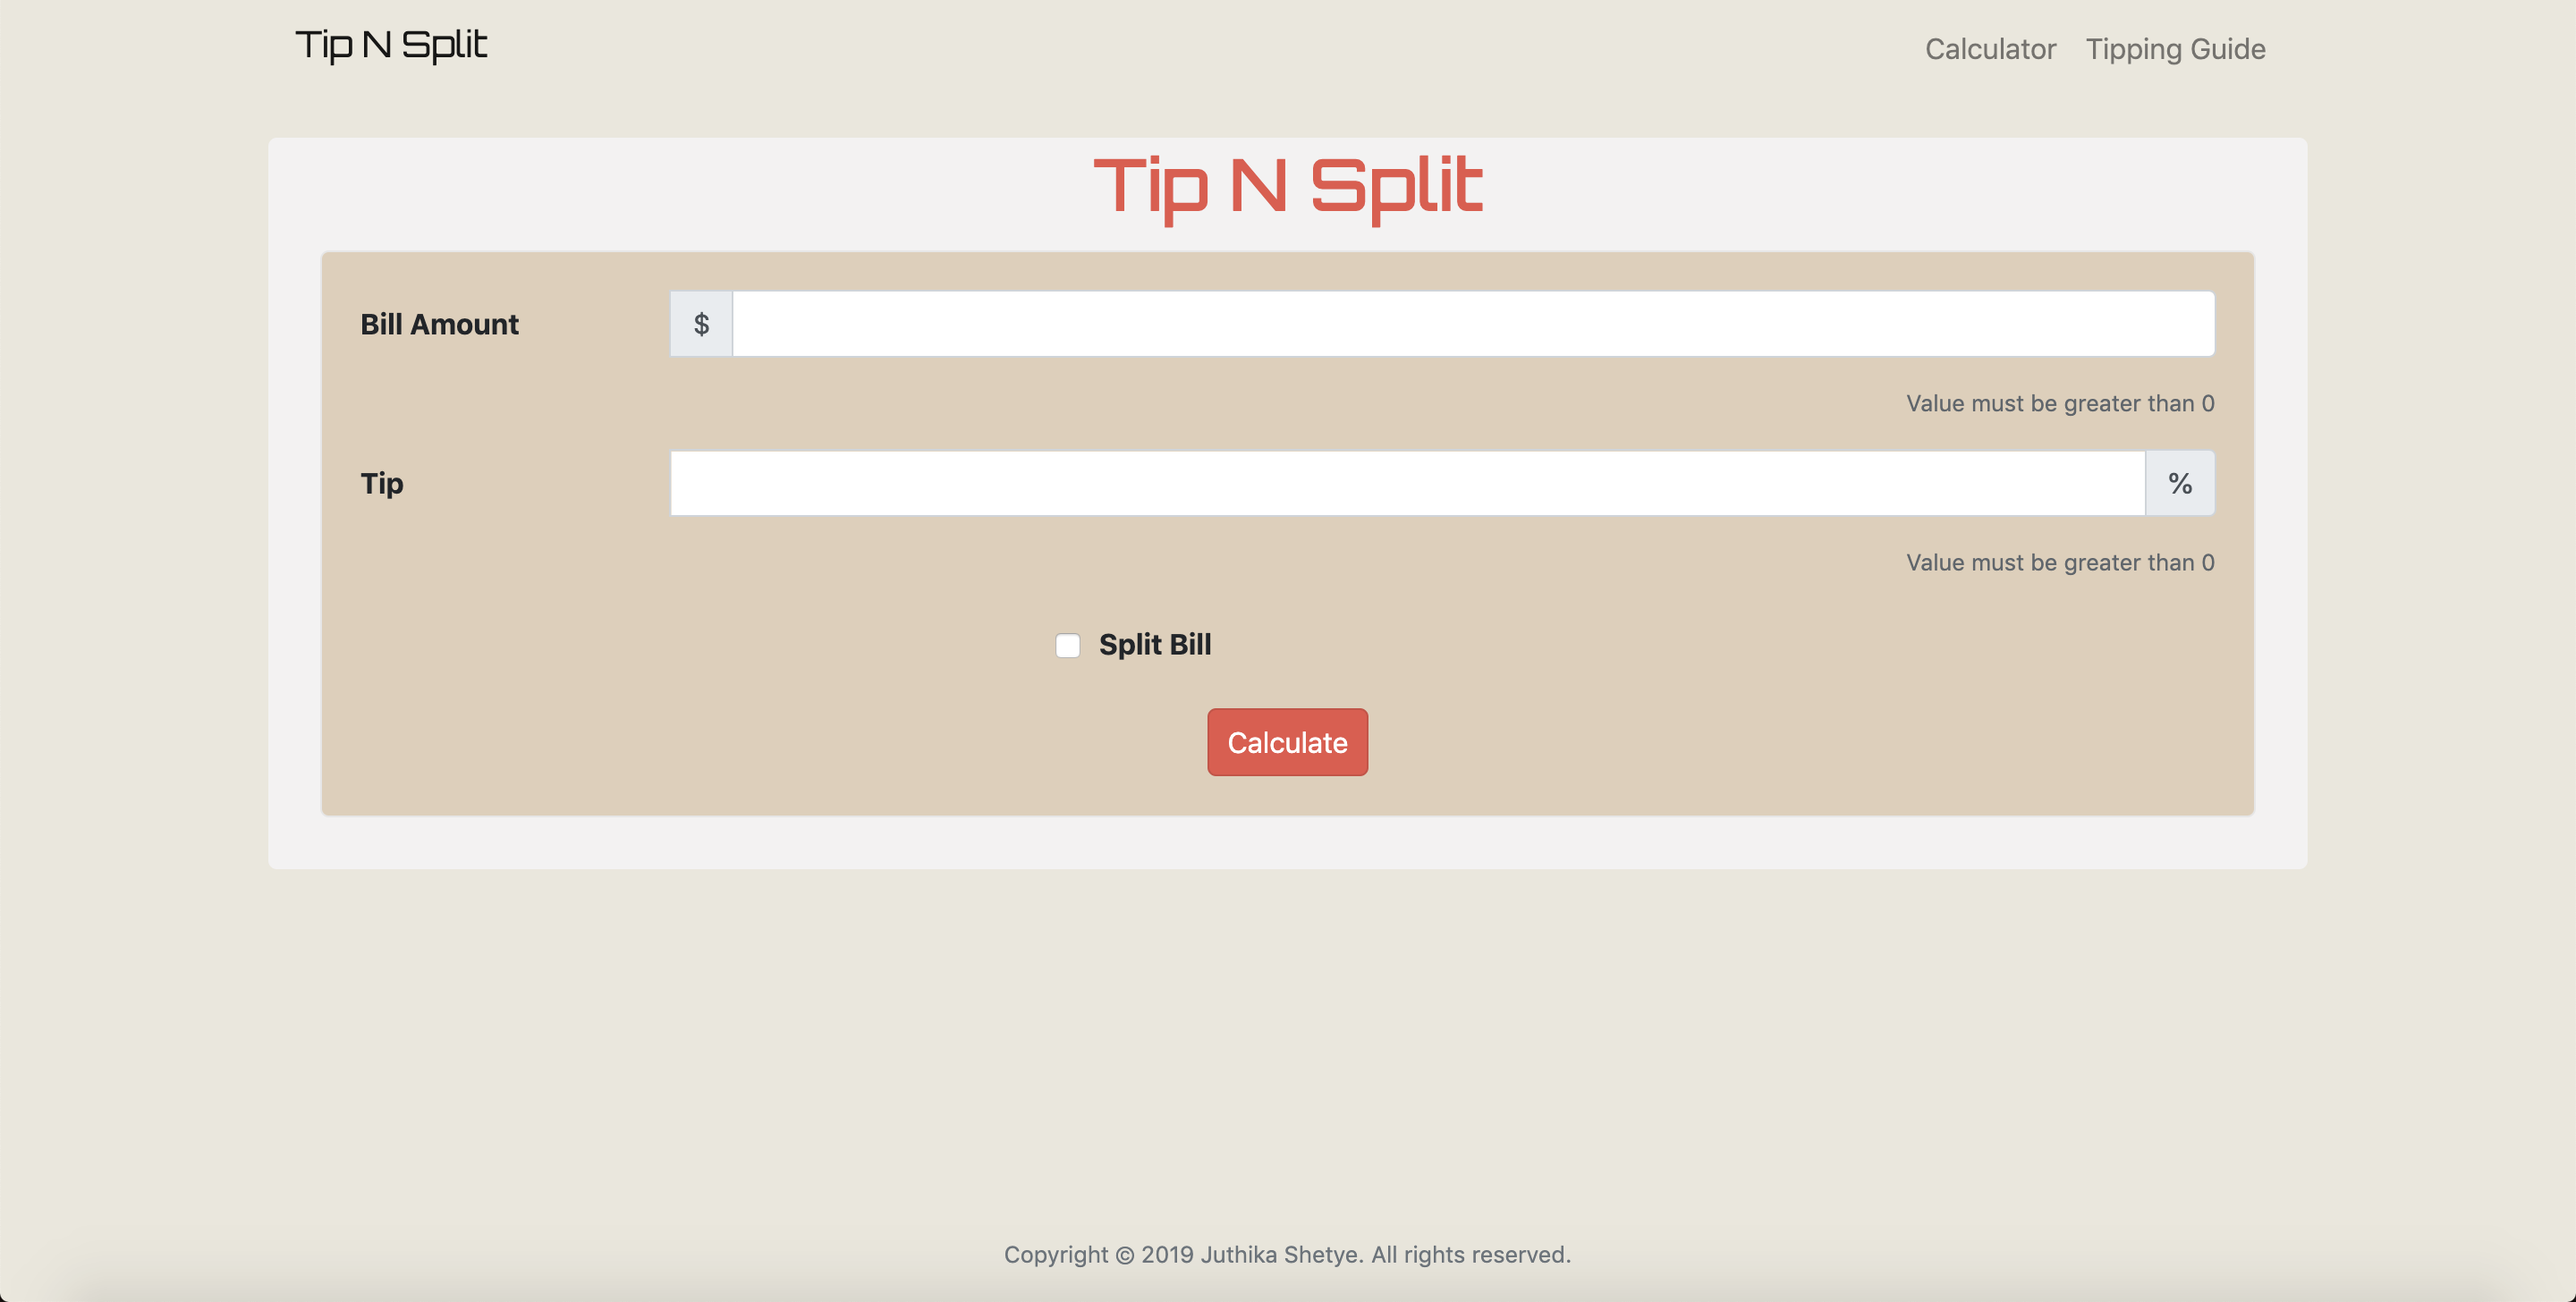 Tip N Split
Calculator Tipping Guide
Tip N Split
Bill Amount $
Value must be greater than 0
Tip %
Value must be greater than 0
Split Bill
Calculate
Copyright © 2019 Juthika Shetye. All rights reserved.